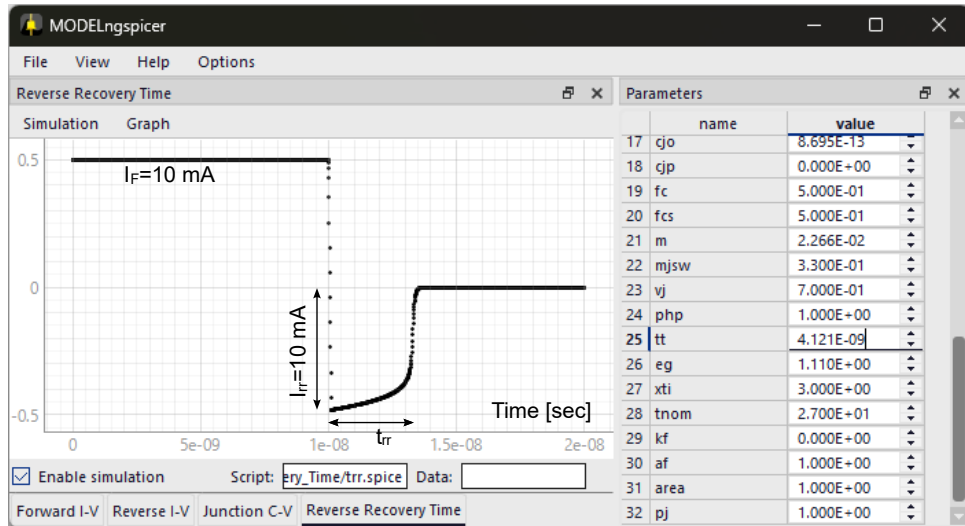 MODELngspicer
File View Help Options
Reverse Recovery Time
Simulation Graph
0.5
I_F=10 mA
0
I_rr=10 mA
-0.5
Time [sec]
t_rr
0 5e-09 1e-08 1.5e-08 2e-08
Enable simulation Script: ery_Time/trr.spice Data:
Forward I-V Reverse I-V Junction C-V Reverse Recovery Time
Parameters
name value
17 cjo 8.695E-13
18 cjp 0.000E+00
19 fc 5.000E-01
20 fcs 5.000E-01
21 m 2.266E-02
22 mjsw 3.300E-01
23 vj 7.000E-01
24 php 1.000E+00
25 tt 4.121E-09
26 eg 1.110E+00
27 xti 3.000E+00
28 tnom 2.700E+01
29 kf 0.000E+00
30 af 1.000E+00
31 area 1.000E+00
32 pj 1.000E+00